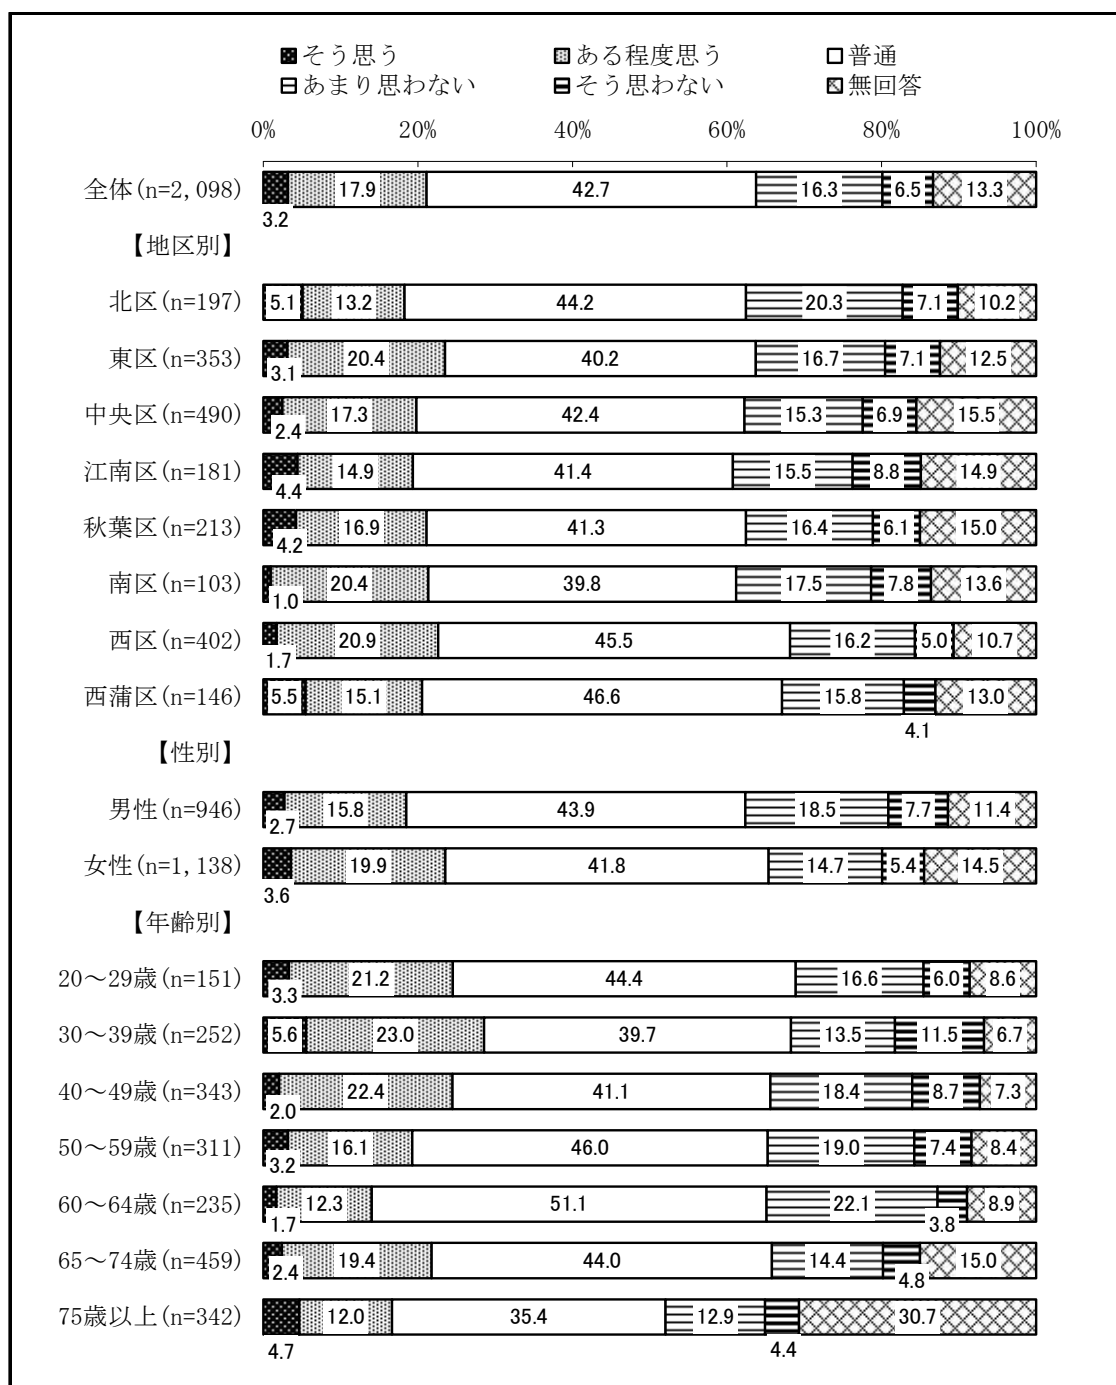 そう思う ある程度思う 普通
あまり思わない そう思わない 無回答
0% 20% 40% 60% 80% 100%
全体(n=2,098) 3.2 17.9 42.7 16.3 6.5 13.3
【地区別】
北区(n=197) 5.1 13.2 44.2 20.3 7.1 10.2
東区(n=353) 3.1 20.4 40.2 16.7 7.1 12.5
中央区(n=490) 2.4 17.3 42.4 15.3 6.9 15.5
江南区(n=181) 4.4 14.9 41.4 15.5 8.8 14.9
秋葉区(n=213) 4.2 16.9 41.3 16.4 6.1 15.0
南区(n=103) 1.0 20.4 39.8 17.5 7.8 13.6
西区(n=402) 1.7 20.9 45.5 16.2 5.0 10.7
西蒲区(n=146) 5.5 15.1 46.6 15.8 4.1 13.0
【性別】
男性(n=946) 2.7 15.8 43.9 18.5 7.7 11.4
女性(n=1,138) 3.6 19.9 41.8 14.7 5.4 14.5
【年齢別】
20～29歳(n=151) 3.3 21.2 44.4 16.6 6.0 8.6
30～39歳(n=252) 5.6 23.0 39.7 13.5 11.5 6.7
40～49歳(n=343) 2.0 22.4 41.1 18.4 8.7 7.3
50～59歳(n=311) 3.2 16.1 46.0 19.0 7.4 8.4
60～64歳(n=235) 1.7 12.3 51.1 22.1 3.8 8.9
65～74歳(n=459) 2.4 19.4 44.0 14.4 4.8 15.0
75歳以上(n=342) 4.7 12.0 35.4 12.9 4.4 30.7